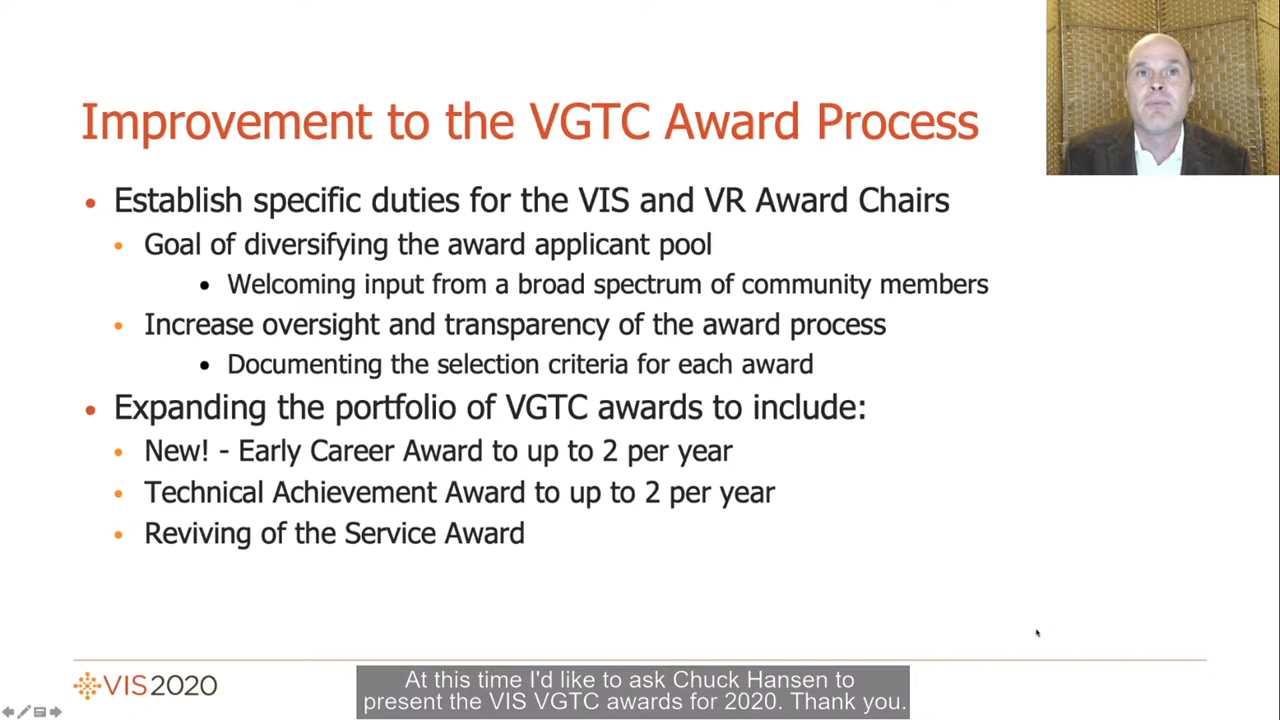 Improvement to the VGTC Award Process
• Establish specific duties for the VIS and VR Award Chairs
• Goal of diversifying the award applicant pool
• Welcoming input from a broad spectrum of community members
• Increase oversight and transparency of the award process
• Documenting the selection criteria for each award
• Expanding the portfolio of VGTC awards to include:
• New! - Early Career Award to up to 2 per year
• Technical Achievement Award to up to 2 per year
• Reviving of the Service Award
VIS2020
At this time I'd like to ask Chuck Hansen to
present the VIS VGTC awards for 2020. Thank you.